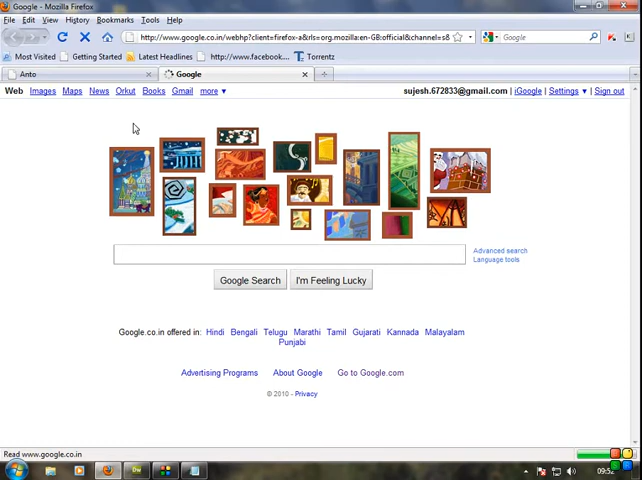 Google - Mozilla Firefox
File Edit View History Bookmarks Tools Help
http://www.google.co.in/webhp?client=firefox-a&rls=org.mozilla:en-GB:official&channel=s&
Google
Most Visited Getting Started Latest Headlines http://www.facebook.... Torrentz
Anto
Google
Web Images Maps News Orkut Books Gmail more ▼
sujesh.672833@gmail.com | iGoogle | Settings ▼ | Sign out
Advanced search
Language tools
Google Search I'm Feeling Lucky
Google.co.in offered in: Hindi Bengali Telugu Marathi Tamil Gujarati Kannada Malayalam
Punjabi
Advertising Programs About Google Go to Google.com
© 2010 - Privacy
Read www.google.co.in
Dw